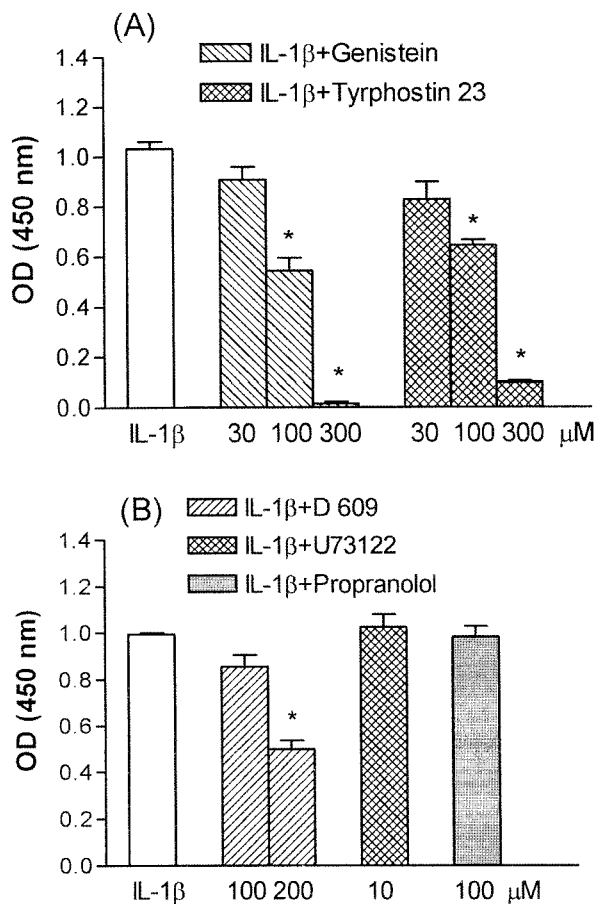 (A)
IL-1β+Genistein
IL-1β+Tyrphostin 23
OD (450 nm)
1.4
1.2
1.0
0.8
0.6
0.4
0.2
0.0
*
*
*
*
IL-1β 30 100 300 30 100 300 μM
(B)
IL-1β+D 609
IL-1β+U73122
IL-1β+Propranolol
OD (450 nm)
1.4
1.2
1.0
0.8
0.6
0.4
0.2
0.0
*
IL-1β 100 200 10 100 μM